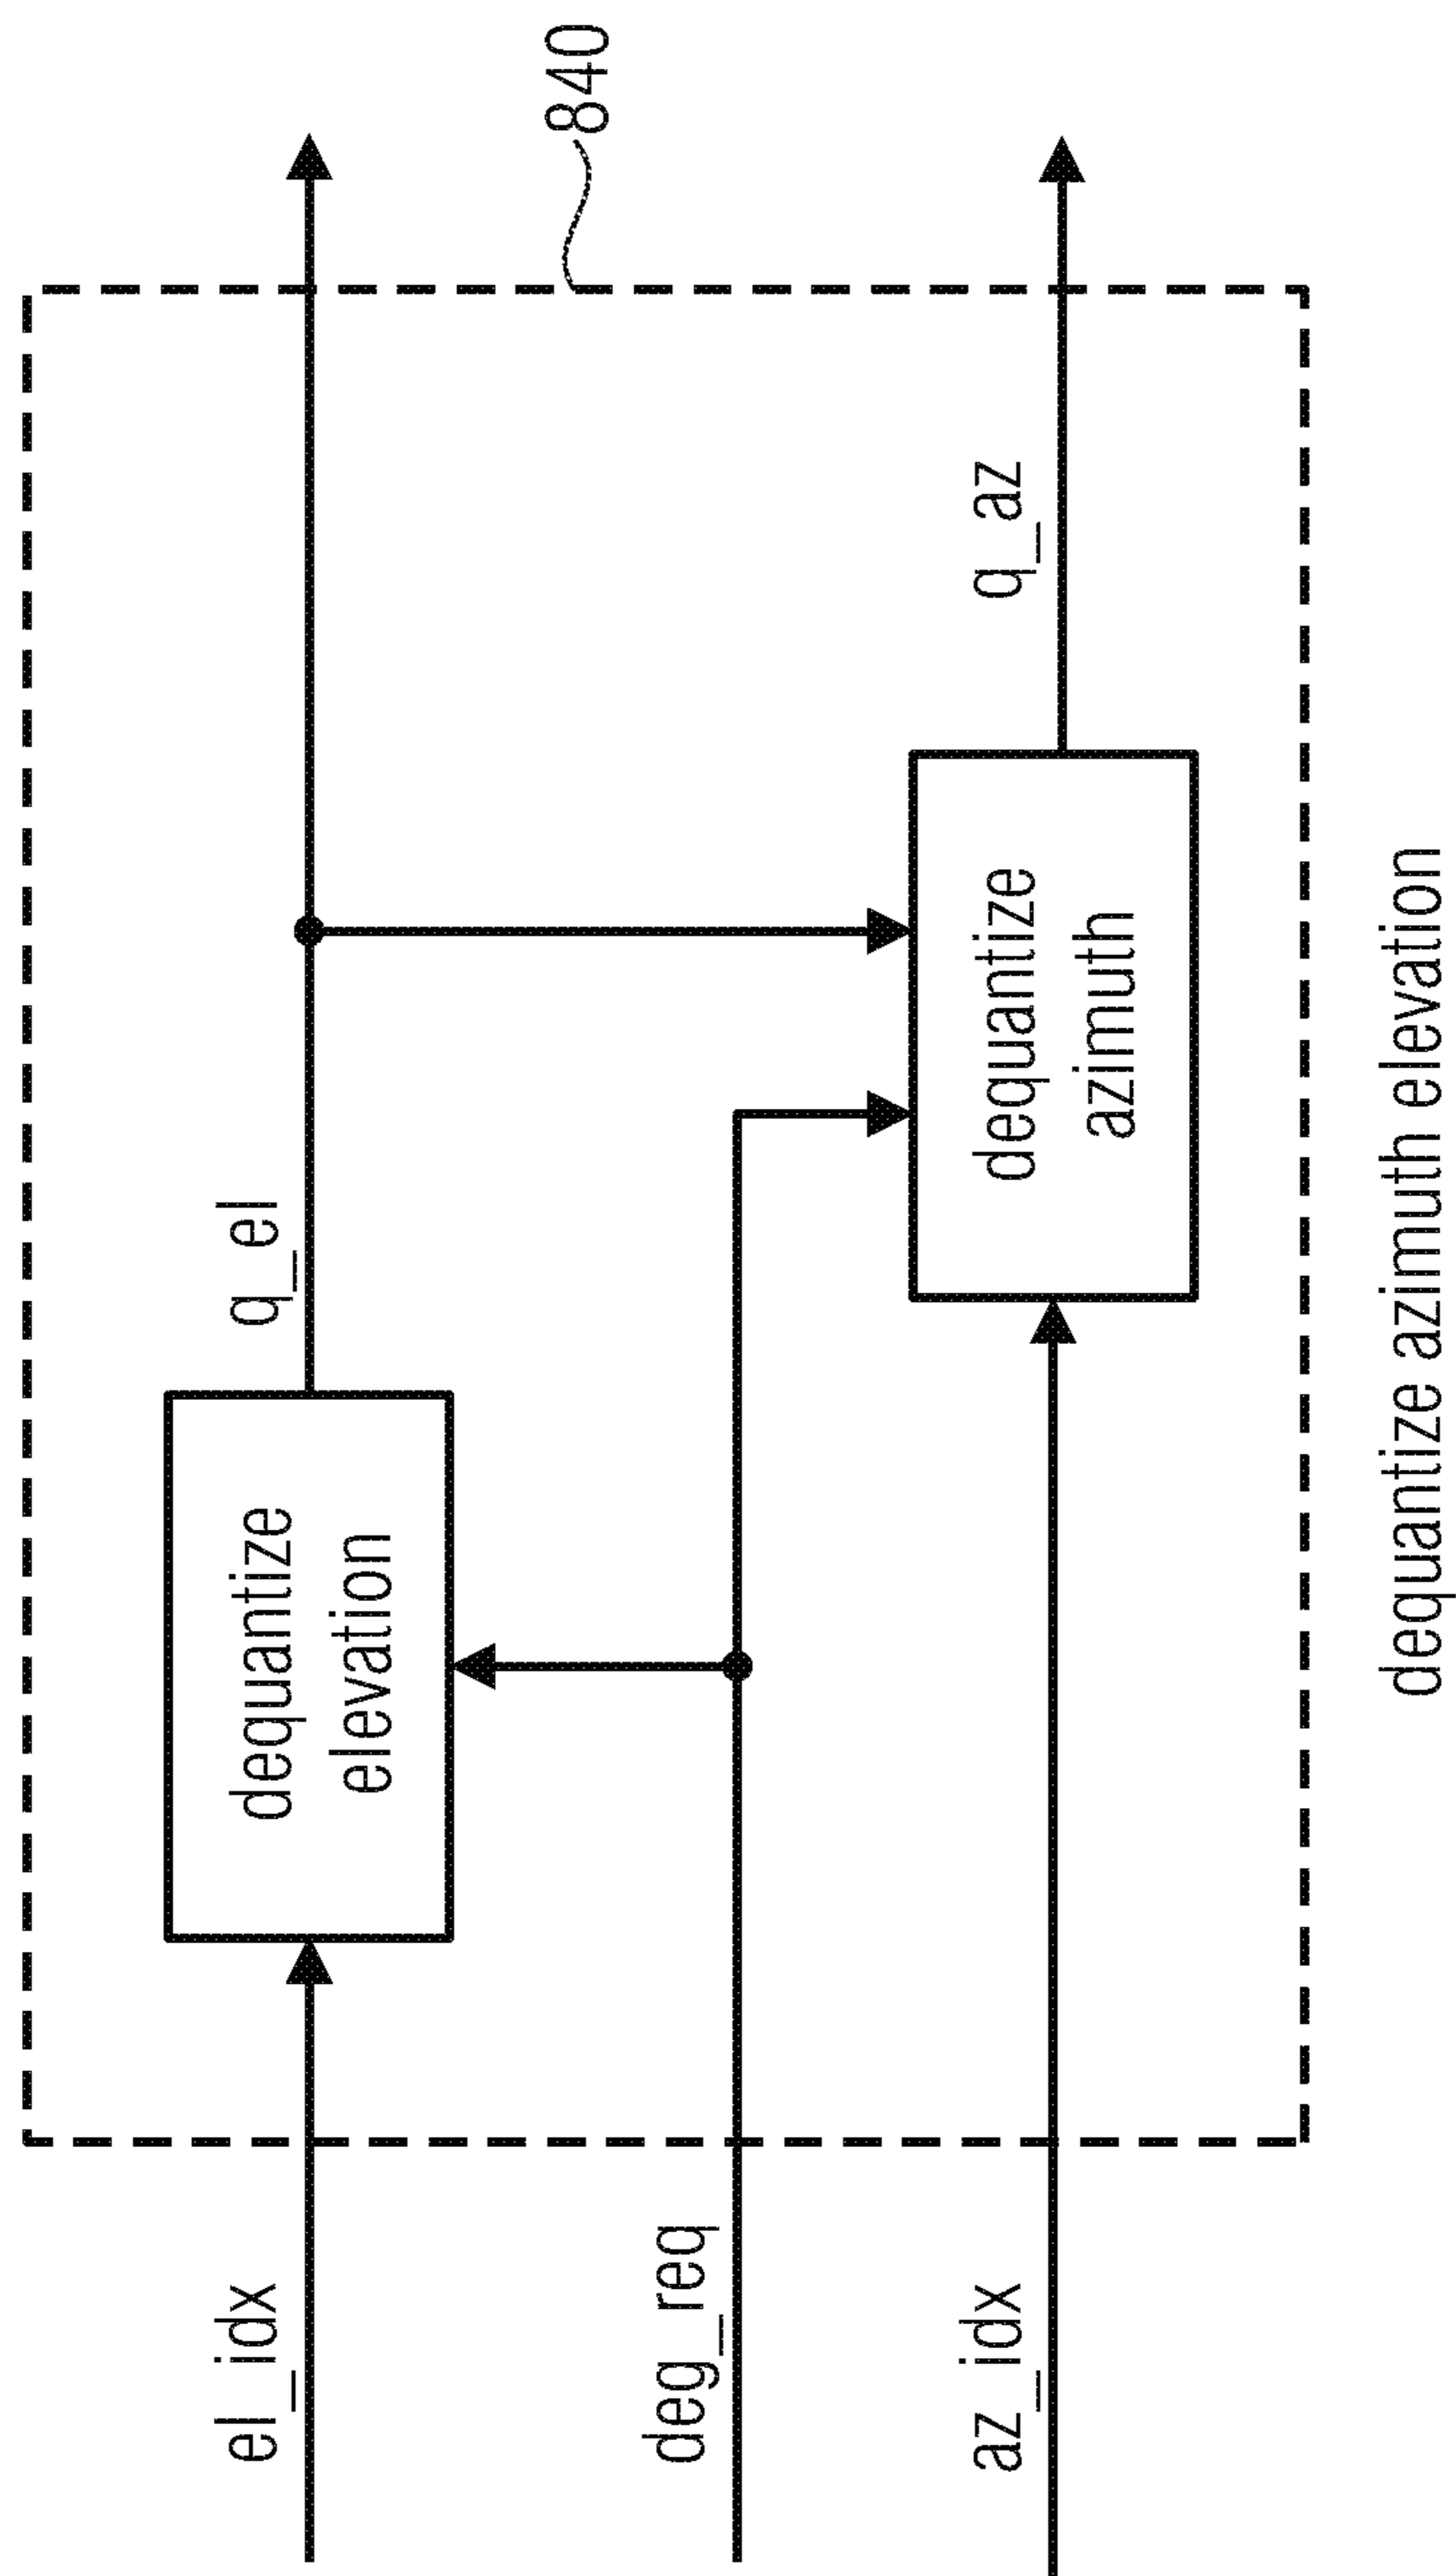 840
el_idx
dequantize
elevation
q_el
deg_req
az_idx
dequantize
azimuth
q_az
dequantize azimuth elevation